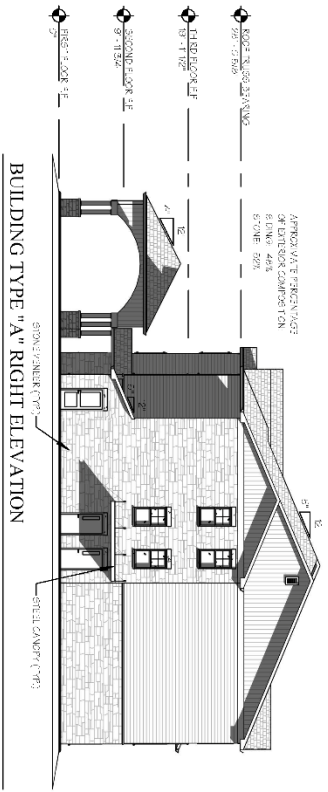 ROOF TRUSS BEARING
THIRD FLOOR F.F.
SECOND FLOOR F.F.
FIRST FLOOR F.F.
0"
APPROXIMATE PERCENTAGE
OF EXTERIOR COMPOSITION
SIDING: 48%
STONE: 52%
12
6"
12
STONE VENEER (TYP.)
STEEL CANOPY (TYP.)
BUILDING TYPE "A" RIGHT ELEVATION